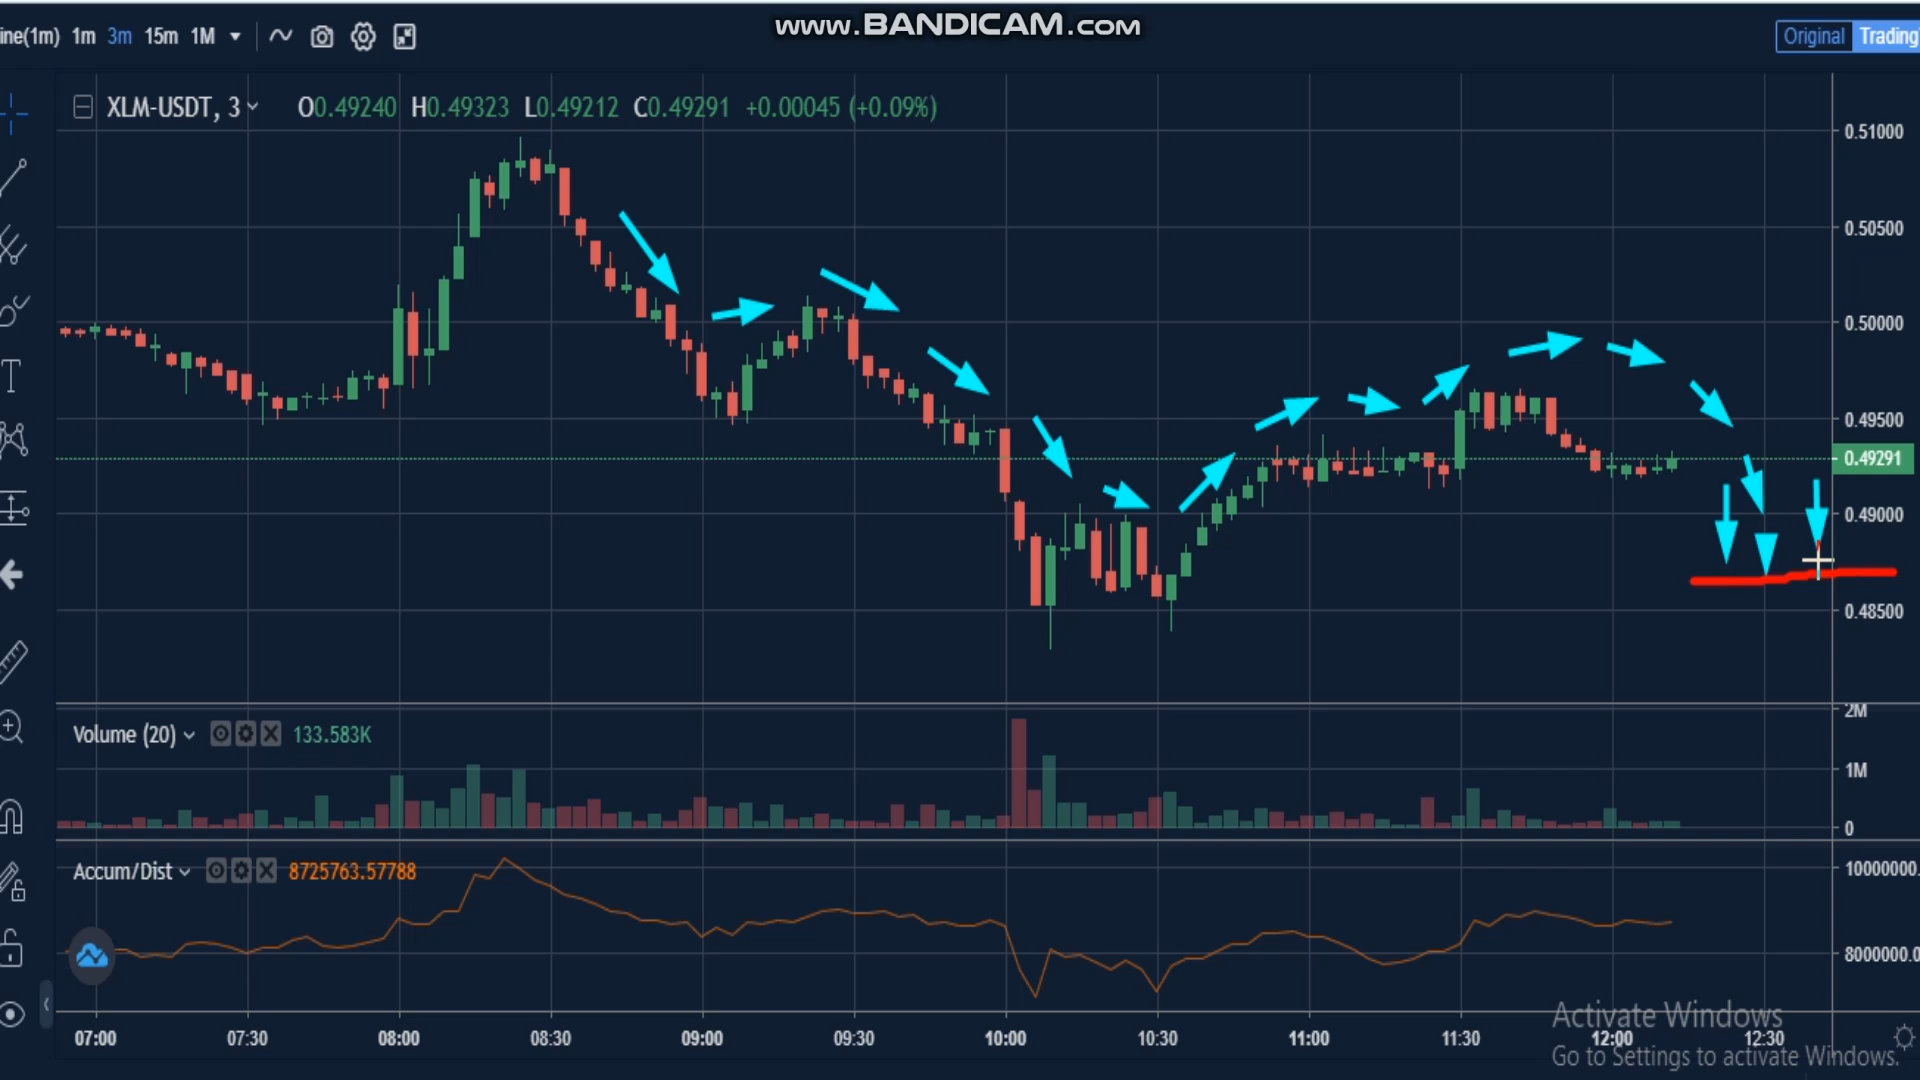 www.BANDICAM.com
ine(1m) 1m 3m 15m 1M
Original Trading
XLM-USDT, 3 O0.49240 H0.49323 L0.49212 C0.49291 +0.00045 (+0.09%)
0.51000
0.50500
0.50000
0.49500
0.49291
0.49000
0.48500
Volume (20) 133.583K
2M
1M
0
Accum/Dist 8725763.57788
10000000.
8000000.0
Activate Windows
Go to Settings to activate Windows.
07:00 07:30 08:00 08:30 09:00 09:30 10:00 10:30 11:00 11:30 12:00 12:30